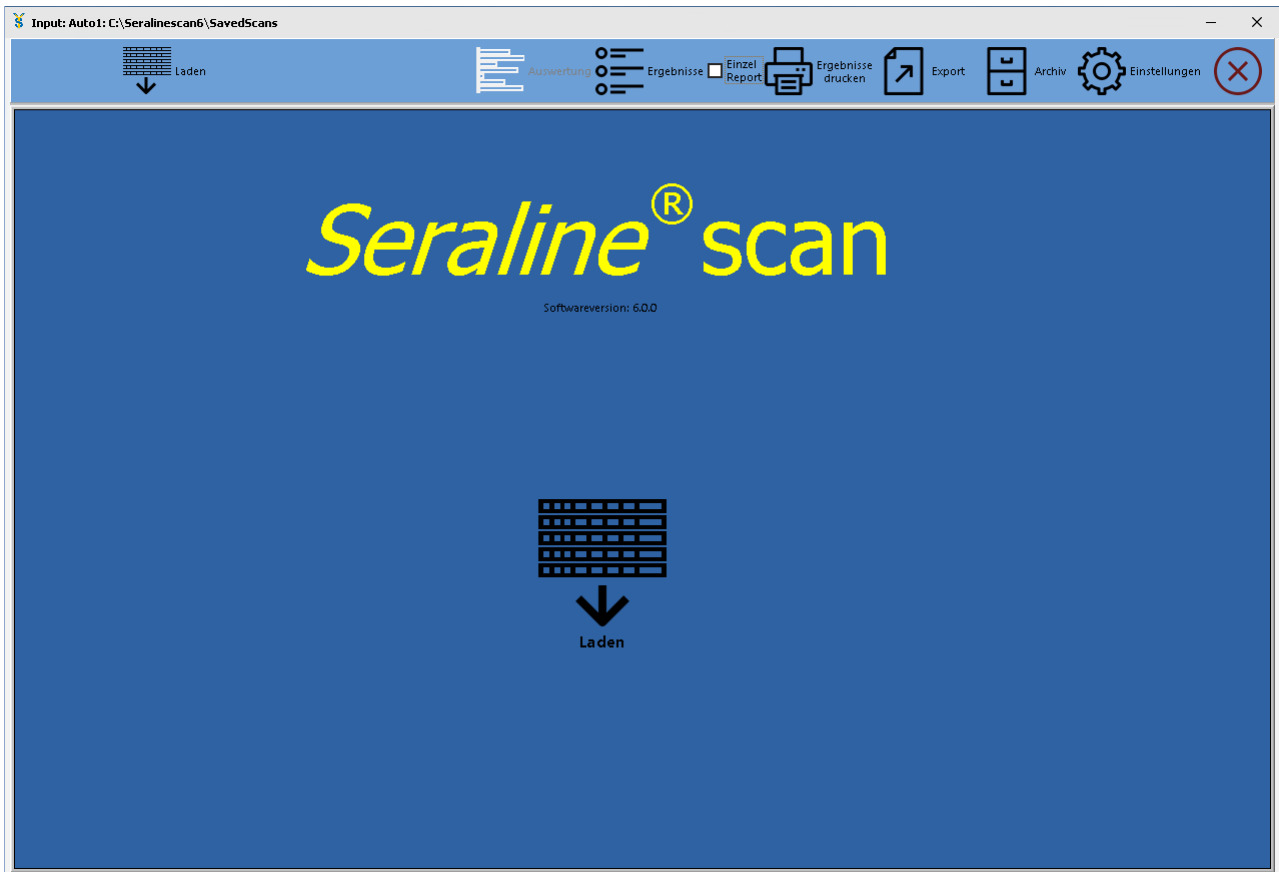 Input: Auto1: C:\Seralinescan6\SavedScans
Laden
Auswertung
Ergebnisse
Einzel
Report
Ergebnisse
drucken
Export
Archiv
Einstellungen
Seraline® scan
Softwareversion: 6.0.0
Laden